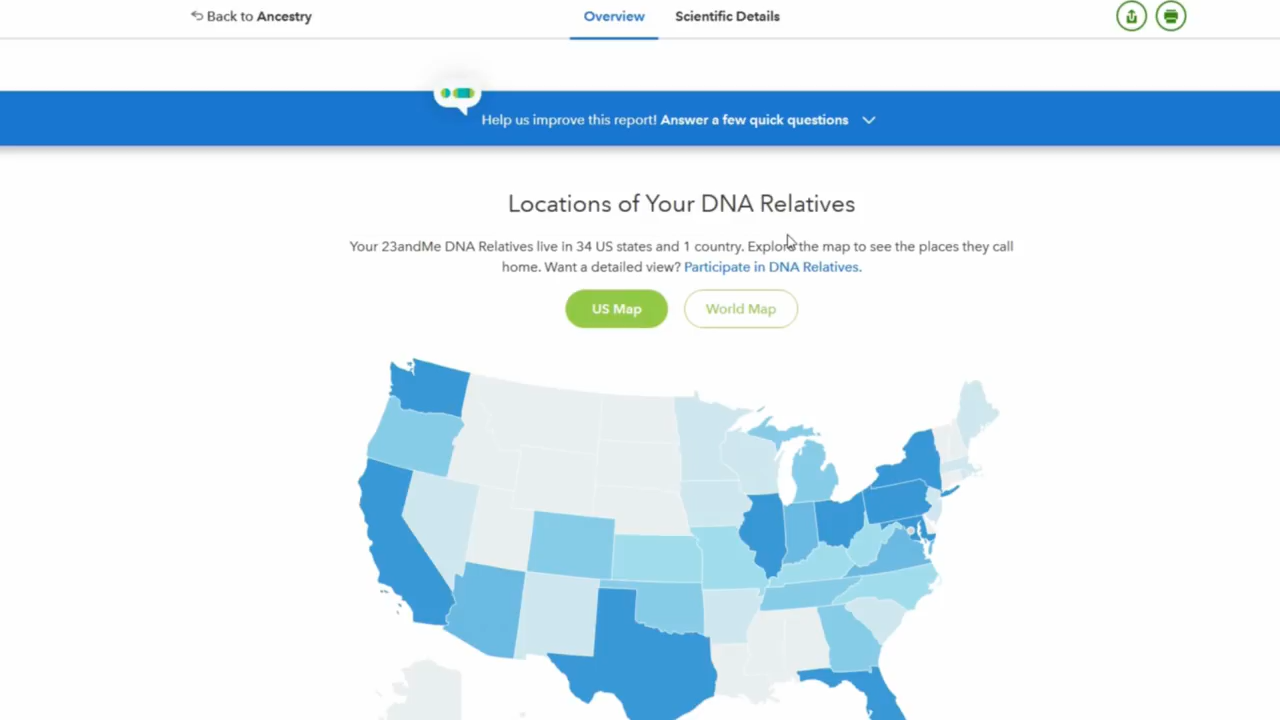 Back to Ancestry
Overview
Scientific Details
Help us improve this report! Answer a few quick questions
Locations of Your DNA Relatives
Your 23andMe DNA Relatives live in 34 US states and 1 country. Explore the map to see the places they call
home. Want a detailed view? Participate in DNA Relatives.
US Map
World Map